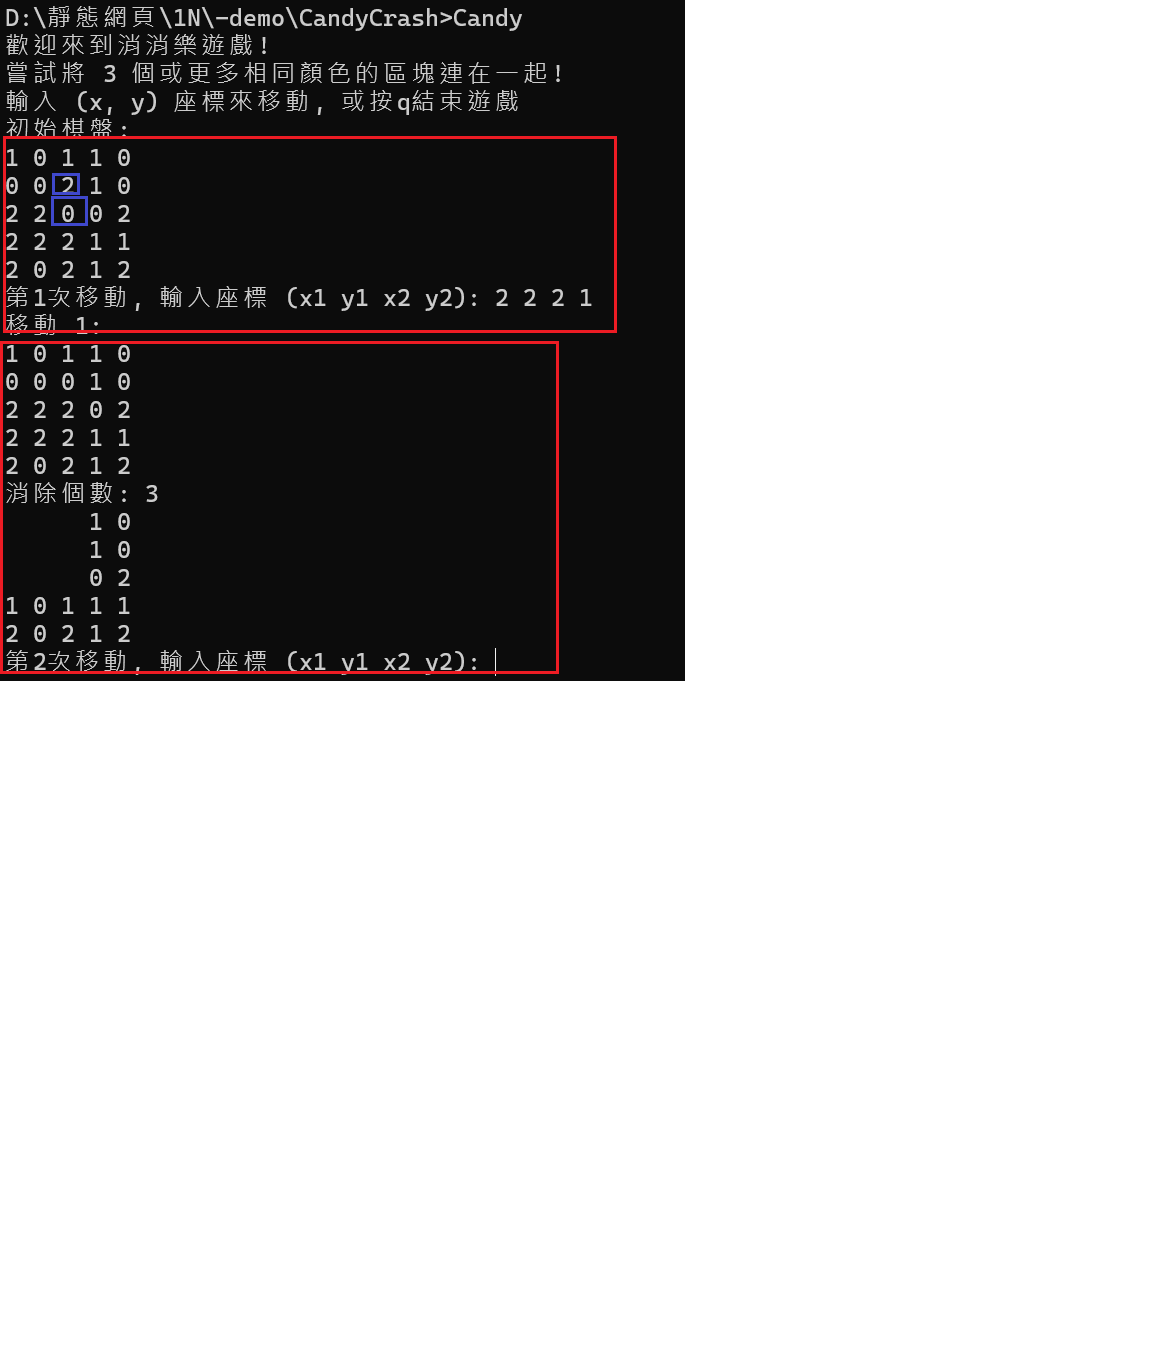 D:\靜態網頁\1N\-demo\CandyCrash>Candy
歡迎來到消消樂遊戲!
嘗試將 3 個或更多相同顏色的區塊連在一起!
輸入 (x, y) 座標來移動, 或按q結束遊戲
初始棋盤:
1 0 1 1 0
0 0 2 1 0
2 2 0 0 2
2 2 2 1 1
2 0 2 1 2
第1次移動, 輸入座標 (x1 y1 x2 y2): 2 2 2 1
移動 1:
1 0 1 1 0
0 0 0 1 0
2 2 2 0 2
2 2 2 1 1
2 0 2 1 2
消除個數: 3
      1 0
      1 0
      0 2
1 0 1 1 1
2 0 2 1 2
第2次移動, 輸入座標 (x1 y1 x2 y2):